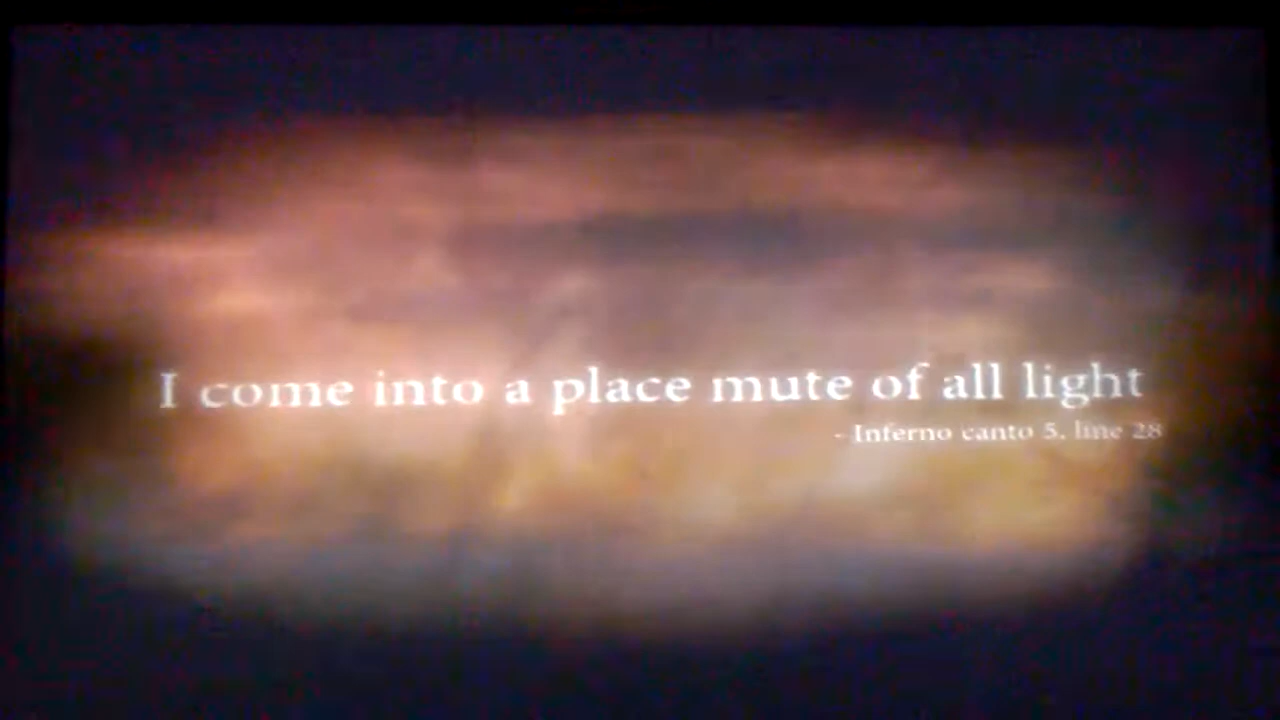 I come into a place mute of all light
- Inferno canto 5, line 28